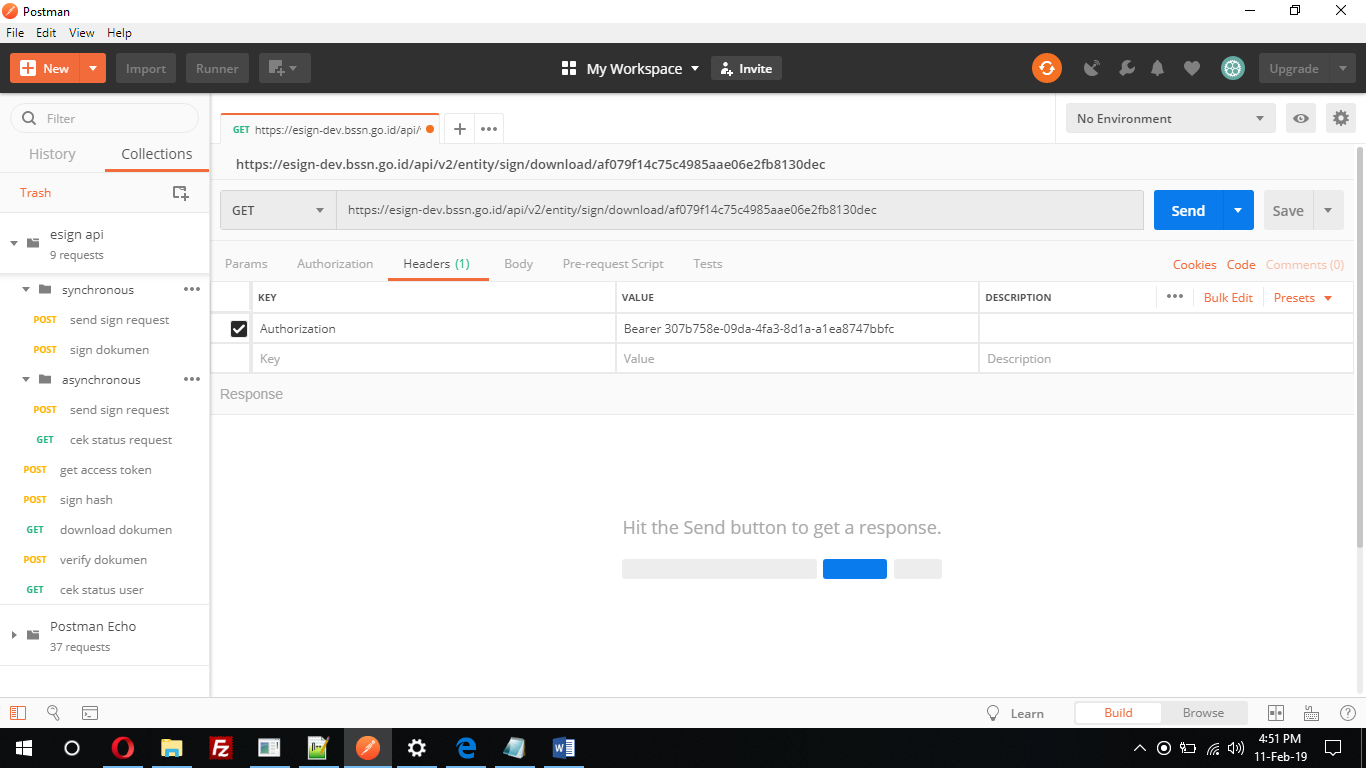 Postman
File Edit View Help
New Import Runner My Workspace Invite Upgrade
Filter
History Collections
Trash
esign api
9 requests
synchronous
POST send sign request
POST sign dokumen
asynchronous
POST send sign request
GET cek status request
POST get access token
POST sign hash
GET download dokumen
POST verify dokumen
GET cek status user
Postman Echo
37 requests
GET https://esign-dev.bssn.go.id/api/
No Environment
https://esign-dev.bssn.go.id/api/v2/entity/sign/download/af079f14c75c4985aae06e2fb8130dec
GET https://esign-dev.bssn.go.id/api/v2/entity/sign/download/af079f14c75c4985aae06e2fb8130dec Send Save
Params Authorization Headers (1) Body Pre-request Script Tests Cookies Code Comments (0)
KEY VALUE DESCRIPTION Bulk Edit Presets
Authorization Bearer 307b758e-09da-4fa3-8d1a-a1ea8747bbfc
Key Value Description
Response
Hit the Send button to get a response.
Learn Build Browse
4:51 PM
11-Feb-19